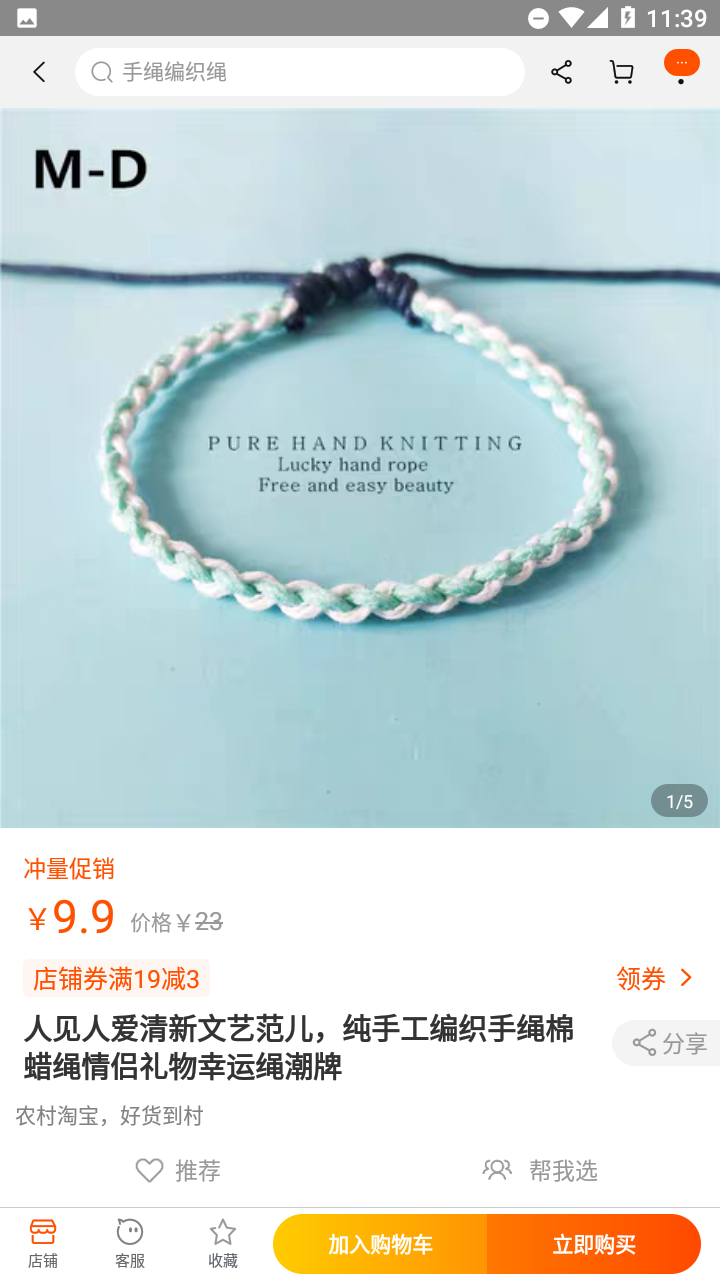 11:39
手绳编织绳
M-D
PURE HAND KNITTING
Lucky hand rope
Free and easy beauty
1/5
冲量促销
￥9.9 价格￥23
店铺券满19减3 领券
人见人爱清新文艺范儿，纯手工编织手绳棉
蜡绳情侣礼物幸运绳潮牌
分享
农村淘宝，好货到村
推荐 帮我选
店铺 客服 收藏 加入购物车 立即购买